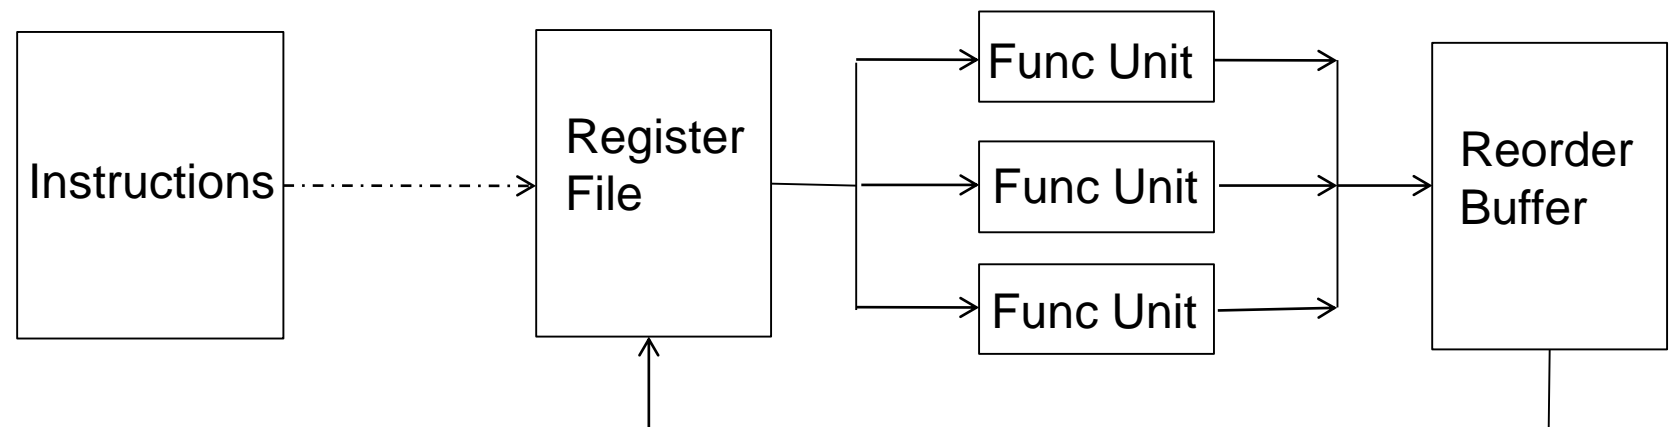 Instructions
Register
File
Func Unit
Func Unit
Func Unit
Reorder
Buffer